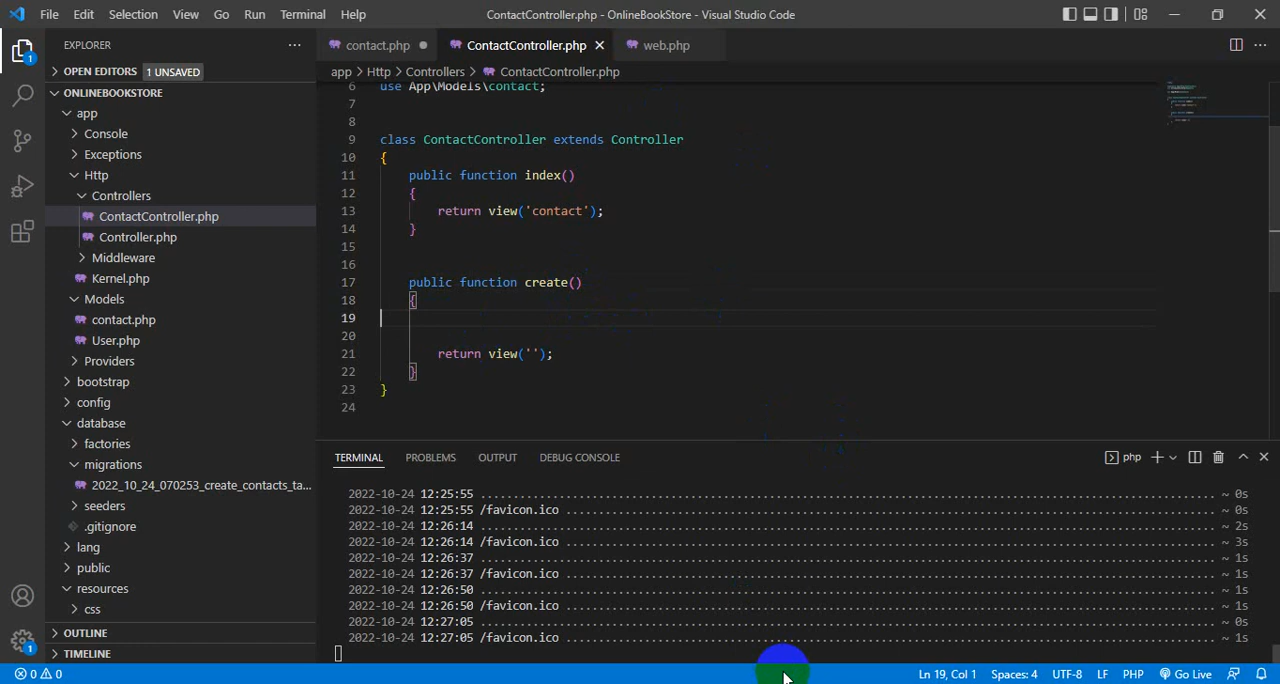 File Edit Selection View Go Run Terminal Help ContactController.php - OnlineBookStore - Visual Studio Code
EXPLORER
contact.php ContactController.php web.php
OPEN EDITORS 1 UNSAVED
app > Http > Controllers > ContactController.php
ONLINEBOOKSTORE
app
Console
Exceptions
Http
Controllers
ContactController.php
Controller.php
Middleware
Kernel.php
Models
contact.php
User.php
Providers
bootstrap
config
database
factories
migrations
2022_10_24_070253_create_contacts_ta...
seeders
.gitignore
lang
public
resources
css
OUTLINE
TIMELINE
6 use App\Models\contact;
7
8
9 class ContactController extends Controller
10 {
11 public function index()
12 {
13 return view('contact');
14 }
15
16
17 public function create()
18 {
19
20
21 return view('');
22 }
23 }
24
TERMINAL PROBLEMS OUTPUT DEBUG CONSOLE php
2022-10-24 12:25:55 ........ ~ 0s
2022-10-24 12:25:55 /favicon.ico ........ ~ 0s
2022-10-24 12:26:14 ........ ~ 2s
2022-10-24 12:26:14 /favicon.ico ........ ~ 3s
2022-10-24 12:26:37 ........ ~ 1s
2022-10-24 12:26:37 /favicon.ico ........ ~ 1s
2022-10-24 12:26:50 ........ ~ 1s
2022-10-24 12:26:50 /favicon.ico ........ ~ 1s
2022-10-24 12:27:05 ........ ~ 0s
2022-10-24 12:27:05 /favicon.ico ........ ~ 1s
1
1
0 0 Ln 19, Col 1 Spaces: 4 UTF-8 LF PHP Go Live